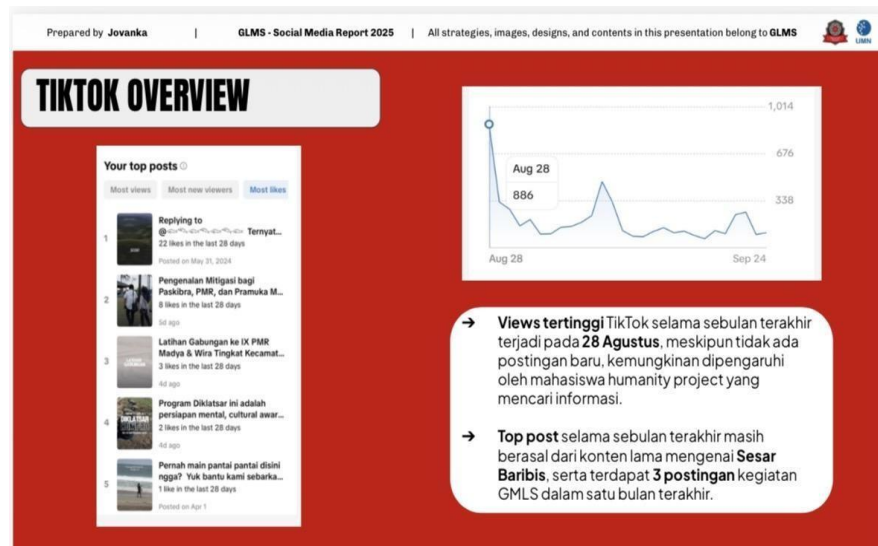 Prepared by Jovanka | GLMS - Social Media Report 2025 | All strategies, images, designs, and contents in this presentation belong to GLMS
UMN
TIKTOK OVERVIEW
Your top posts
Most views Most new viewers Most likes
1
Replying to
@ Ternyat...
22 likes in the last 28 days
Posted on May 31, 2024
2
Pengenalan Mitigasi bagi
Paskibra, PMR, dan Pramuka M...
8 likes in the last 28 days
5d ago
3
Latihan Gabungan ke IX PMR
Madya & Wira Tingkat Kecamat...
3 likes in the last 28 days
4d ago
4
Program Diklatsar ini adalah
persiapan mental, cultural awar...
2 likes in the last 28 days
4d ago
5
Pernah main pantai pantai disini
ngga? Yuk bantu kami sebarka...
1 like in the last 28 days
Posted on Apr 1
1,014
676
338
Aug 28
886
Aug 28 Sep 24
➔ Views tertinggi TikTok selama sebulan terakhir
terjadi pada 28 Agustus, meskipun tidak ada
postingan baru, kemungkinan dipengaruhi
oleh mahasiswa humanity project yang
mencari informasi.
➔ Top post selama sebulan terakhir masih
berasal dari konten lama mengenai Sesar
Baribis, serta terdapat 3 postingan kegiatan
GMLS dalam satu bulan terakhir.